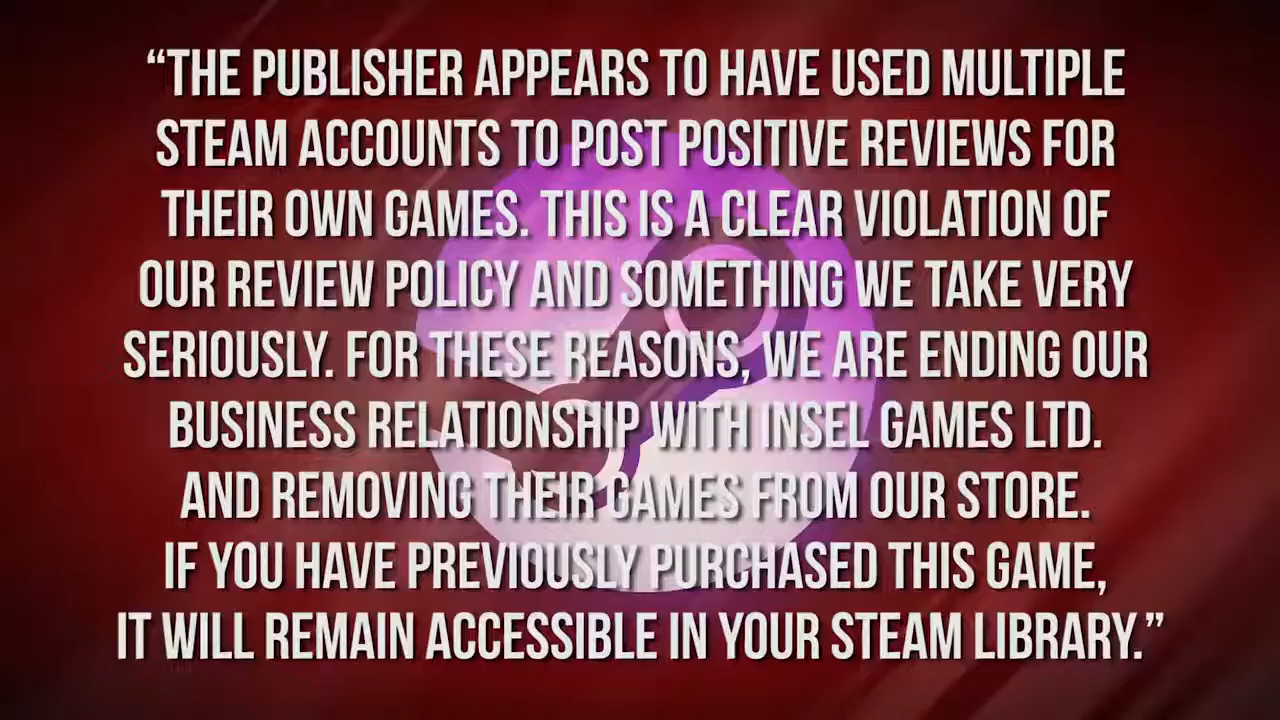 “THE PUBLISHER APPEARS TO HAVE USED MULTIPLE
STEAM ACCOUNTS TO POST POSITIVE REVIEWS FOR
THEIR OWN GAMES. THIS IS A CLEAR VIOLATION OF
OUR REVIEW POLICY AND SOMETHING WE TAKE VERY
SERIOUSLY. FOR THESE REASONS, WE ARE ENDING OUR
BUSINESS RELATIONSHIP WITH INSEL GAMES LTD.
AND REMOVING THEIR GAMES FROM OUR STORE.
IF YOU HAVE PREVIOUSLY PURCHASED THIS GAME,
IT WILL REMAIN ACCESSIBLE IN YOUR STEAM LIBRARY.”